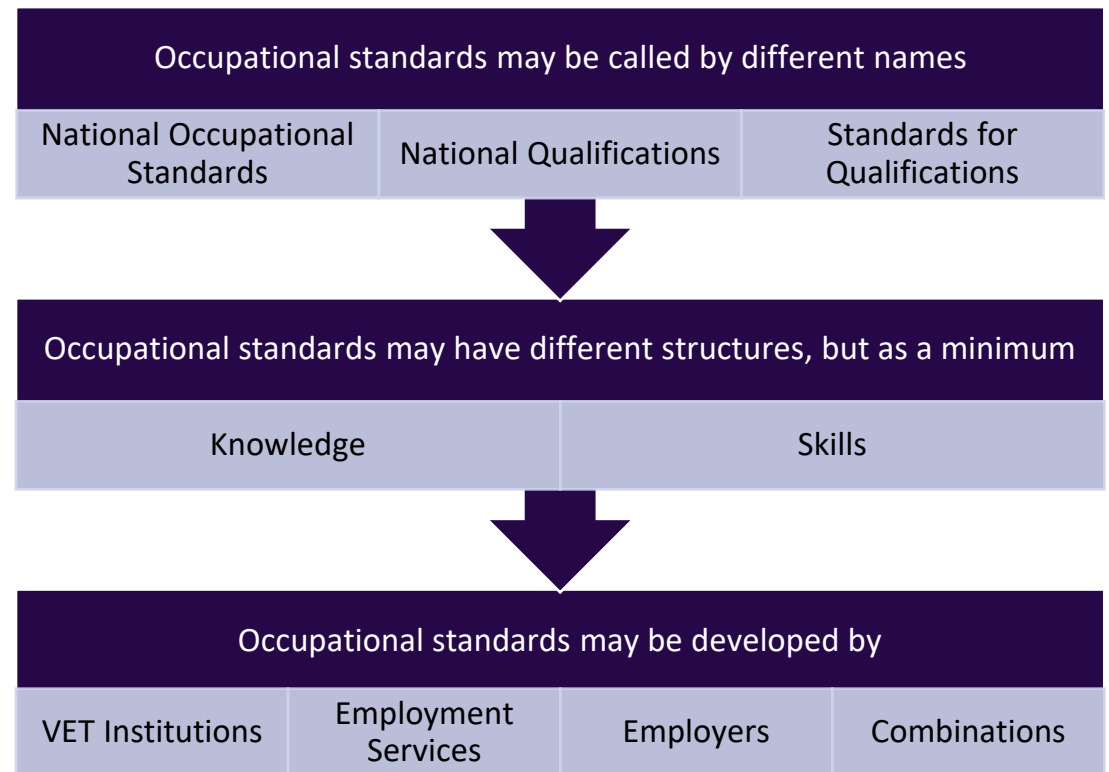 Occupational standards may be called by different names
National Occupational
Standards
National Qualifications
Standards for
Qualifications
Occupational standards may have different structures, but as a minimum
Knowledge
Skills
Occupational standards may be developed by
VET Institutions
Employment
Services
Employers
Combinations